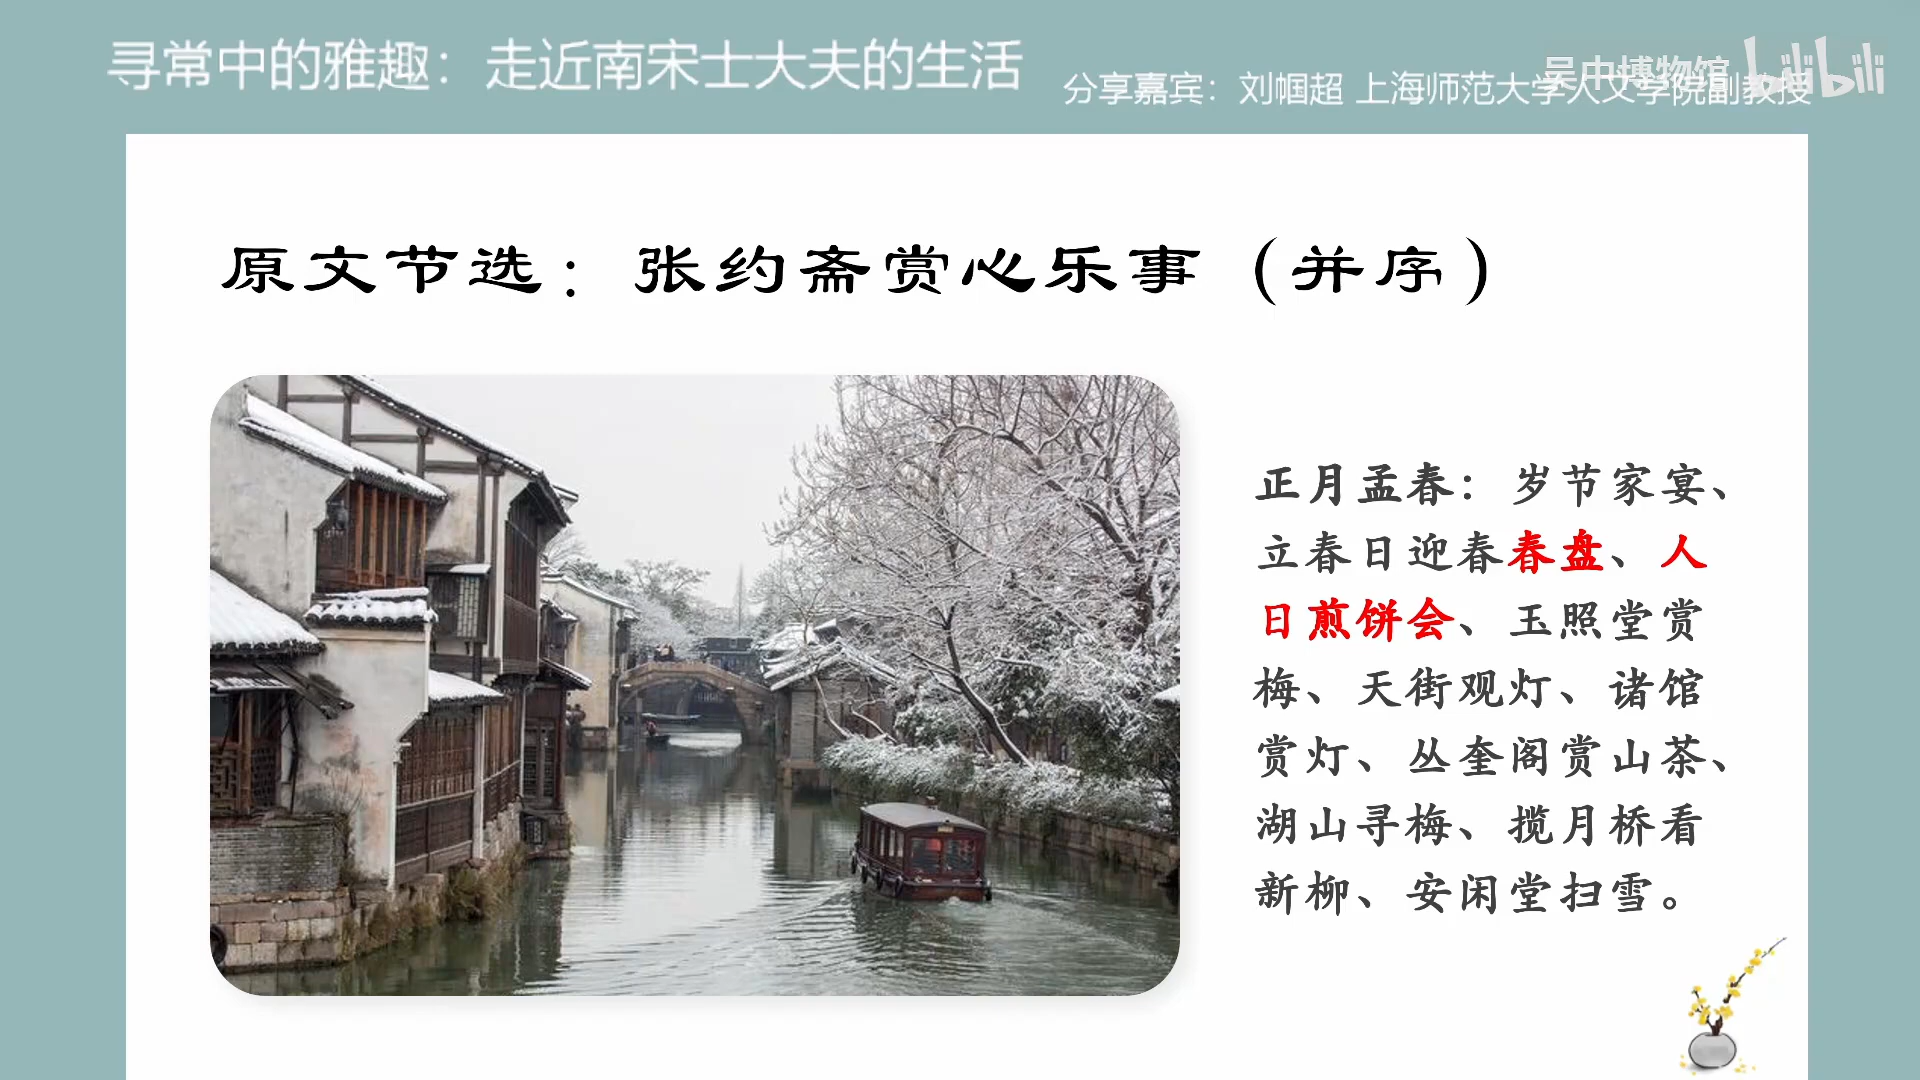 寻常中的雅趣：走近南宋士大夫的生活
分享嘉宾：刘帼超 上海师范大学人文学院副教授
吴中博物馆 bilibili
原文节选：张约斋赏心乐事（并序）
正月孟春：岁节家宴、
立春日迎春春盘、人
日煎饼会、玉照堂赏
梅、天街观灯、诸馆
赏灯、丛奎阁赏山茶、
湖山寻梅、揽月桥看
新柳、安闲堂扫雪。